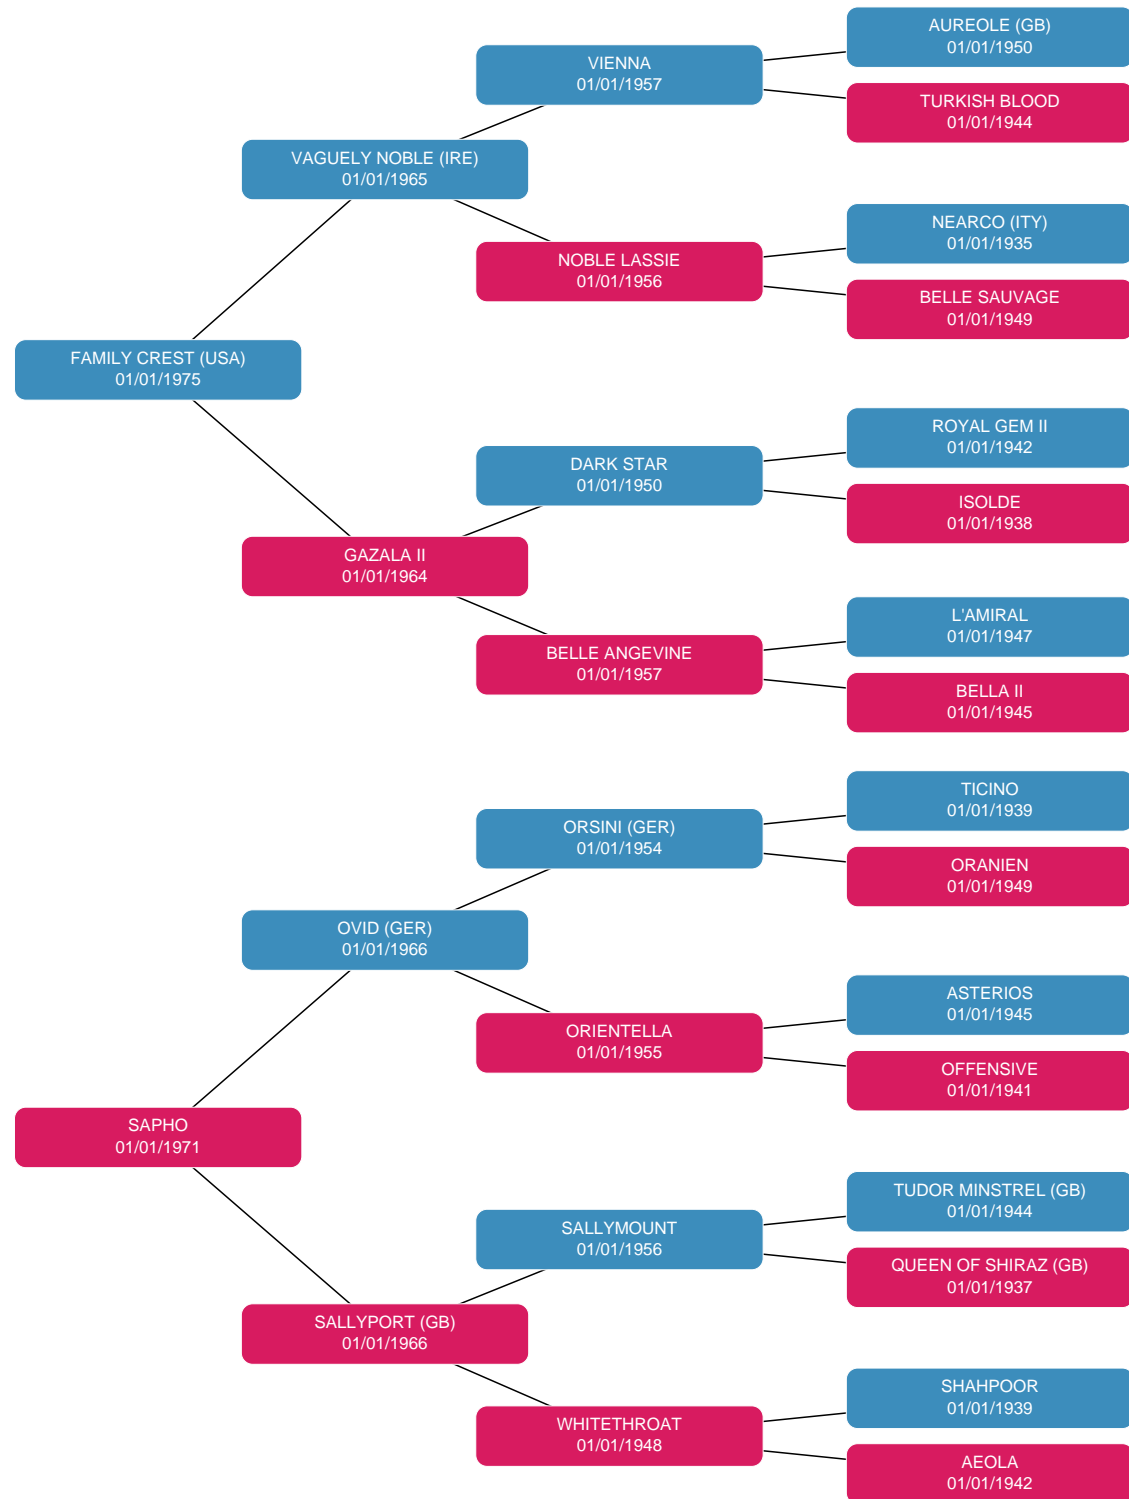 AUREOLE (GB)
01/01/1950
VIENNA
01/01/1957
TURKISH BLOOD
01/01/1944
VAGUELY NOBLE (IRE)
01/01/1965
NEARCO (ITY)
01/01/1935
NOBLE LASSIE
01/01/1956
BELLE SAUVAGE
01/01/1949
FAMILY CREST (USA)
01/01/1975
ROYAL GEM II
01/01/1942
DARK STAR
01/01/1950
ISOLDE
01/01/1938
GAZALA II
01/01/1964
L'AMIRAL
01/01/1947
BELLE ANGEVINE
01/01/1957
BELLA II
01/01/1945
TICINO
01/01/1939
ORSINI (GER)
01/01/1954
ORANIEN
01/01/1949
OVID (GER)
01/01/1966
ASTERIOS
01/01/1945
ORIENTELLA
01/01/1955
OFFENSIVE
01/01/1941
SAPHO
01/01/1971
TUDOR MINSTREL (GB)
01/01/1944
SALLYMOUNT
01/01/1956
QUEEN OF SHIRAZ (GB)
01/01/1937
SALLYPORT (GB)
01/01/1966
SHAHPOOR
01/01/1939
WHITETHROAT
01/01/1948
AEOLA
01/01/1942